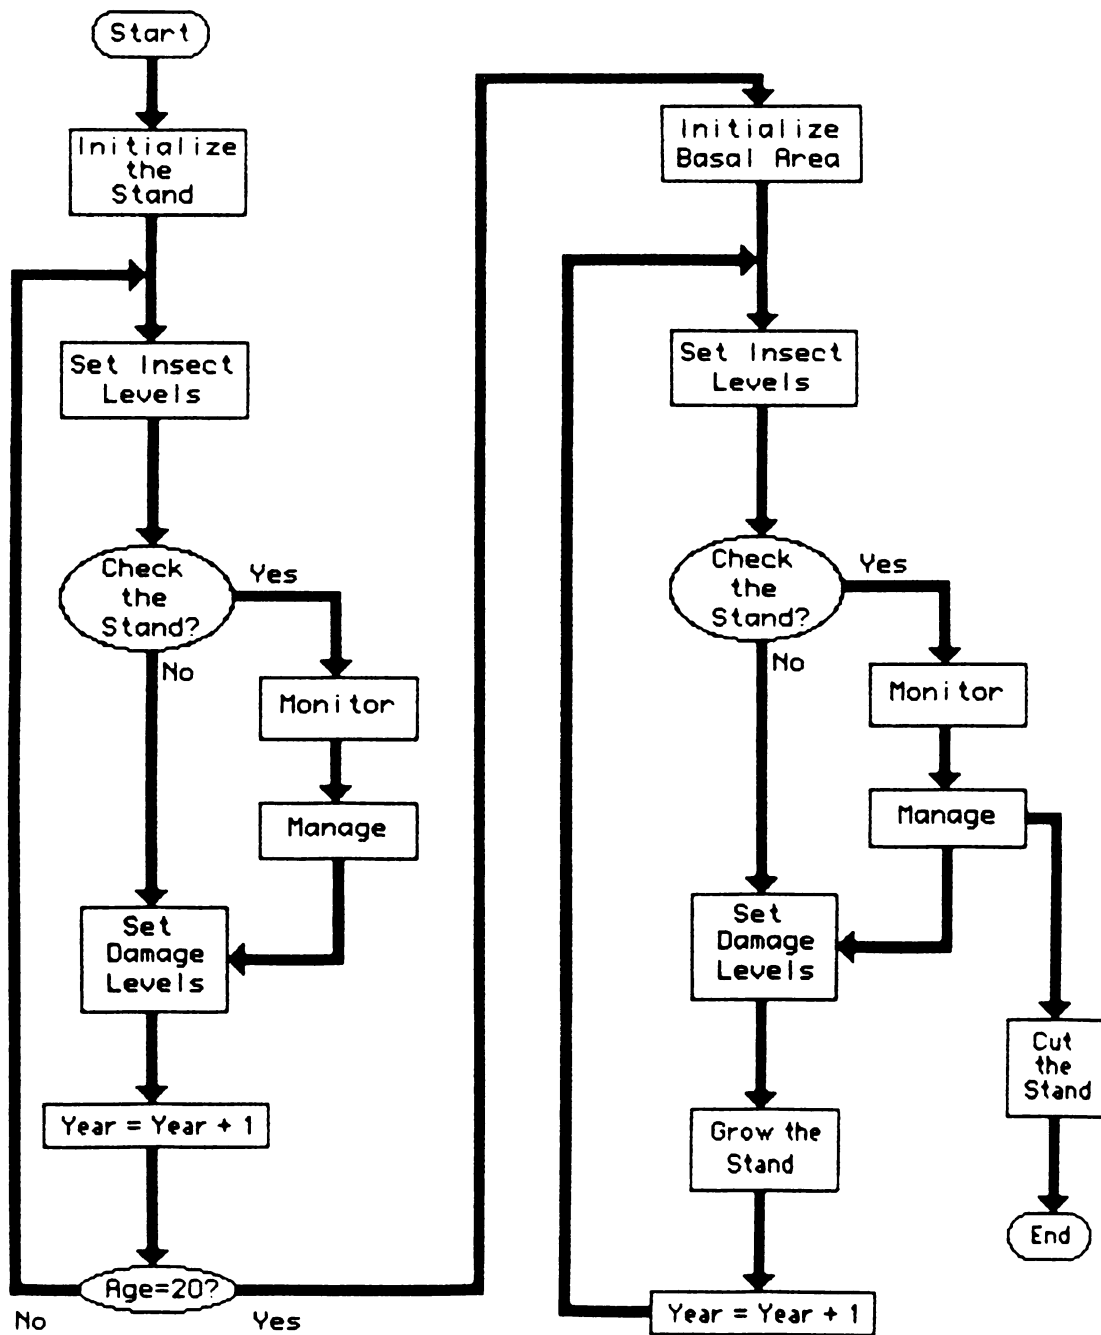 Start
Initialize
the
Stand
Set Insect
Levels
Check
the
Stand?
Yes
No
Monitor
Manage
Set
Damage
Levels
Year = Year + 1
Age=20?
No
Yes
Initialize
Basal Area
Set Insect
Levels
Check
the
Stand?
Yes
No
Monitor
Manage
Set
Damage
Levels
Cut
the
Stand
Grow the
Stand
End
Year = Year + 1